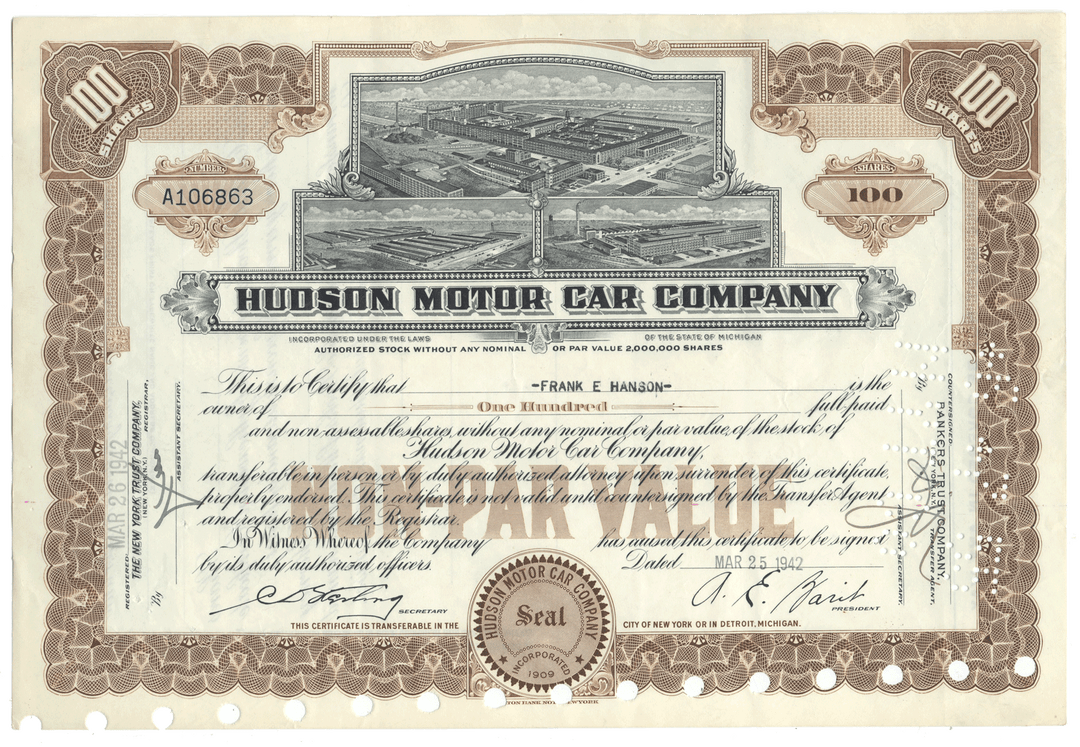 100
SHARES
100
SHARES
NUMBER
A106863
SHARES
100
HUDSON MOTOR CAR COMPANY
INCORPORATED UNDER THE LAWS OF THE STATE OF MICHIGAN
AUTHORIZED STOCK WITHOUT ANY NOMINAL OR PAR VALUE 2,000,000 SHARES
This is to Certify that -FRANK E HANSON- is the
owner of One Hundred full-paid
and non-assessable shares, without any nominal or par value, of the stock of
Hudson Motor Car Company,
transferable in person or by duly authorized attorney upon surrender of this certificate,
properly endorsed. This certificate is not valid until countersigned by the Transfer Agent
and registered by the Registrar.
NON-PAR VALUE
In Witness Whereof, the Company has caused this certificate to be signed
by its duly authorized officers.
Dated MAR 25 1942
SECRETARY
A. E. Barit
PRESIDENT
THIS CERTIFICATE IS TRANSFERABLE IN THE CITY OF NEW YORK OR IN DETROIT, MICHIGAN.
HUDSON MOTOR CAR COMPANY
Seal
INCORPORATED
1909
REGISTERED
MAR 26 1942
THE NEW YORK TRUST COMPANY,
(NEW YORK, N.Y.)
REGISTRAR,
By
ASSISTANT SECRETARY.
COUNTERSIGNED
BANKERS TRUST COMPANY,
TRANSFER AGENT,
By
ASSISTANT SECRETARY.